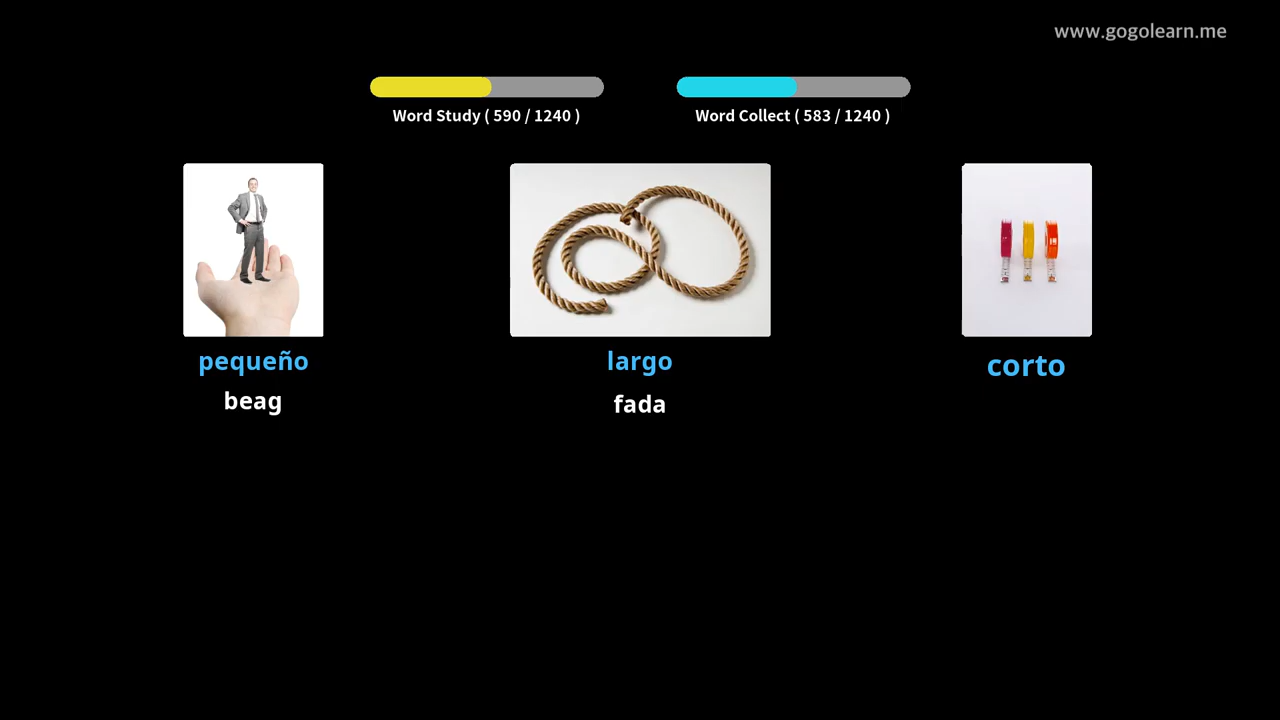 www.gogolearn.me
Word Study ( 590 / 1240 )
Word Collect ( 583 / 1240 )
pequeño
beag
largo
fada
corto